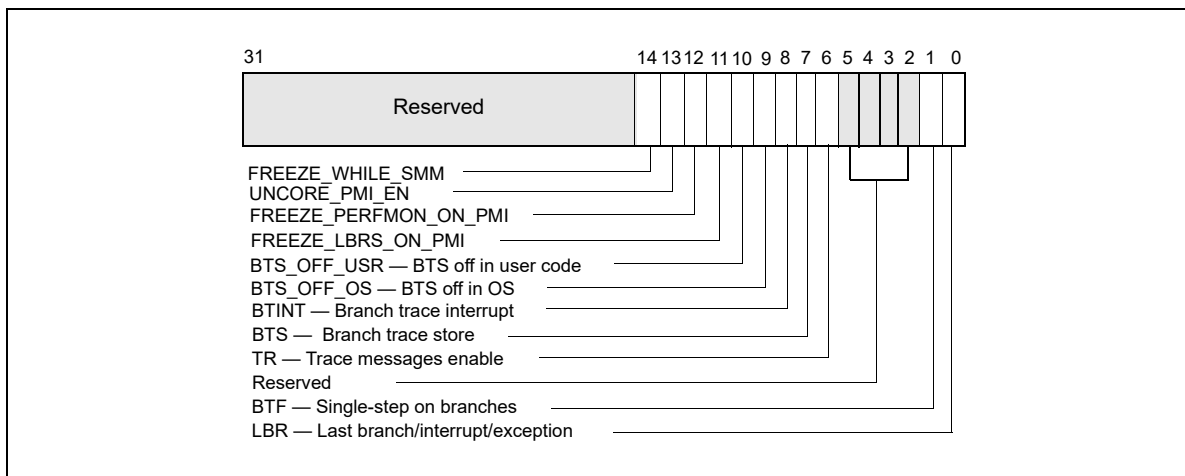 31 14 13 12 11 10 9 8 7 6 5 4 3 2 1 0
Reserved
FREEZE_WHILE_SMM
UNCORE_PMI_EN
FREEZE_PERFMON_ON_PMI
FREEZE_LBRS_ON_PMI
BTS_OFF_USR — BTS off in user code
BTS_OFF_OS — BTS off in OS
BTINT — Branch trace interrupt
BTS — Branch trace store
TR — Trace messages enable
Reserved
BTF — Single-step on branches
LBR — Last branch/interrupt/exception